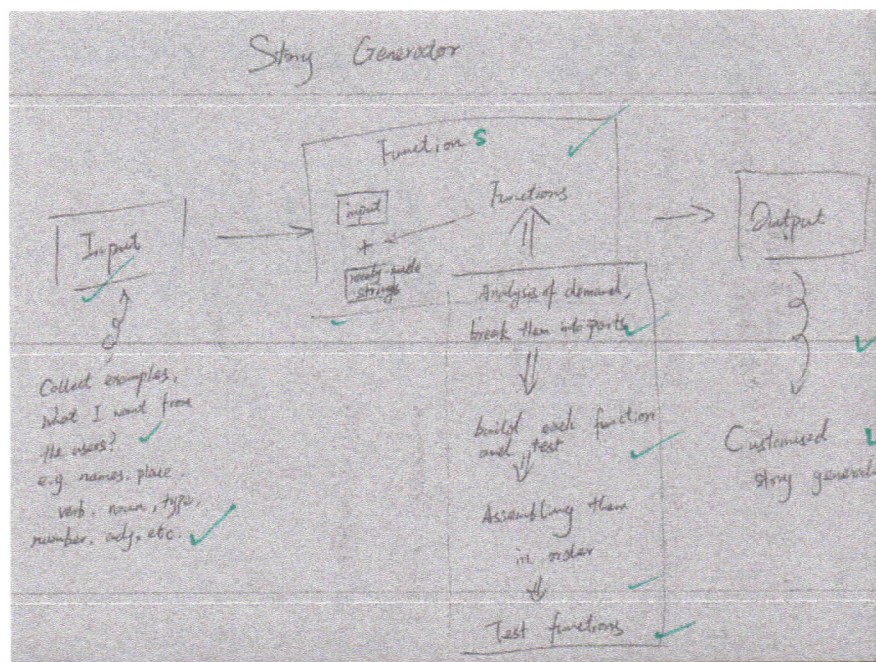 Story Generator
Functions
Functions
input
+
ready-made
strings
Input
Output
Analysis of demand,
break them into parts
build each function
and test
Assembling them
in order
Test functions
Collect examples,
what I want from
the users?
e.g. names, place,
verb, noun, type,
number, adj, etc.
Customised
story generat